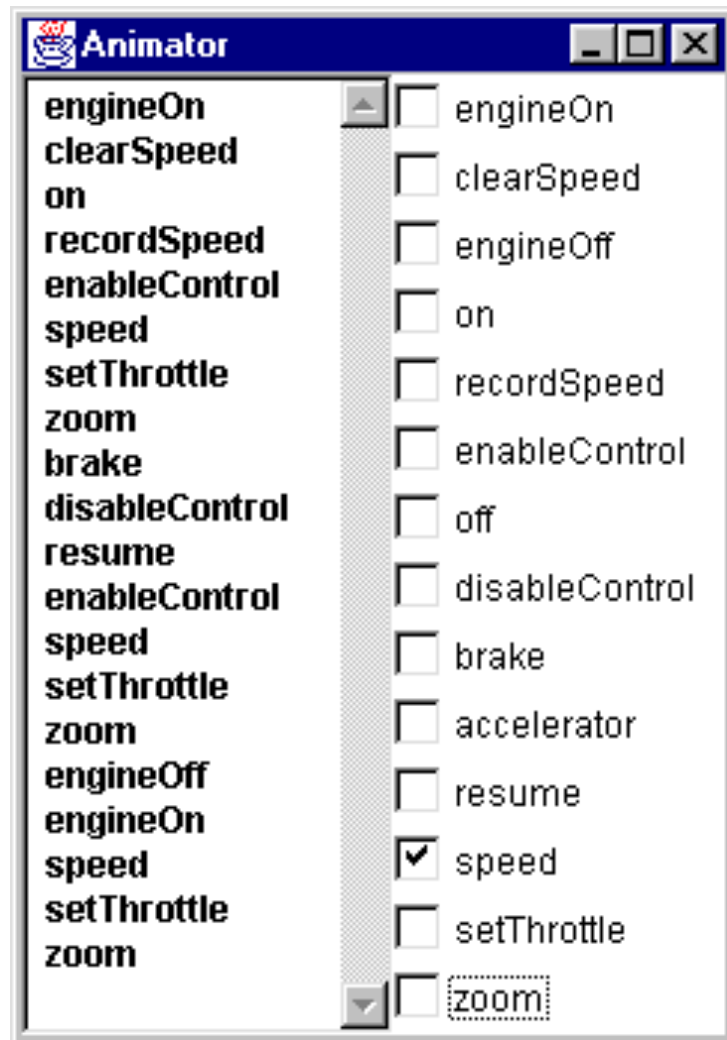 Animator
engineOn
clearSpeed
on
recordSpeed
enableControl
speed
setThrottle
zoom
brake
disableControl
resume
enableControl
speed
setThrottle
zoom
engineOff
engineOn
speed
setThrottle
zoom
engineOn
clearSpeed
engineOff
on
recordSpeed
enableControl
off
disableControl
brake
accelerator
resume
speed
setThrottle
zoom